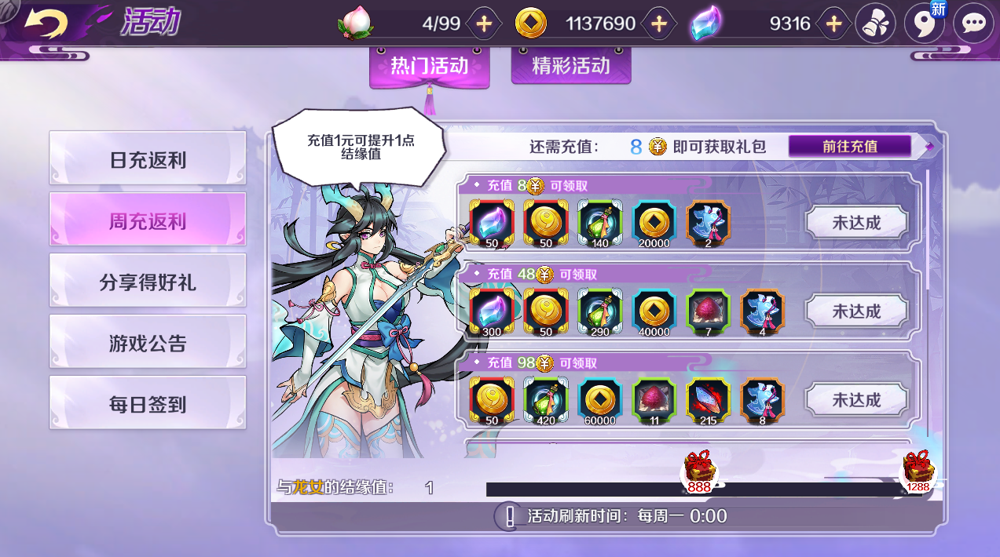 活动
4/99
1137690
9316
新
热门活动
精彩活动
日充返利
周充返利
分享得好礼
游戏公告
每日签到
充值1元可提升1点
结缘值
还需充值： 8 即可获取礼包
前往充值
充值 8 可领取
50 50 140 20000 2
未达成
充值 48 可领取
300 50 290 40000 7 4
未达成
充值 98 可领取
50 420 60000 11 215 8
未达成
与龙女的结缘值： 1
888
1288
活动刷新时间：每周一 0:00